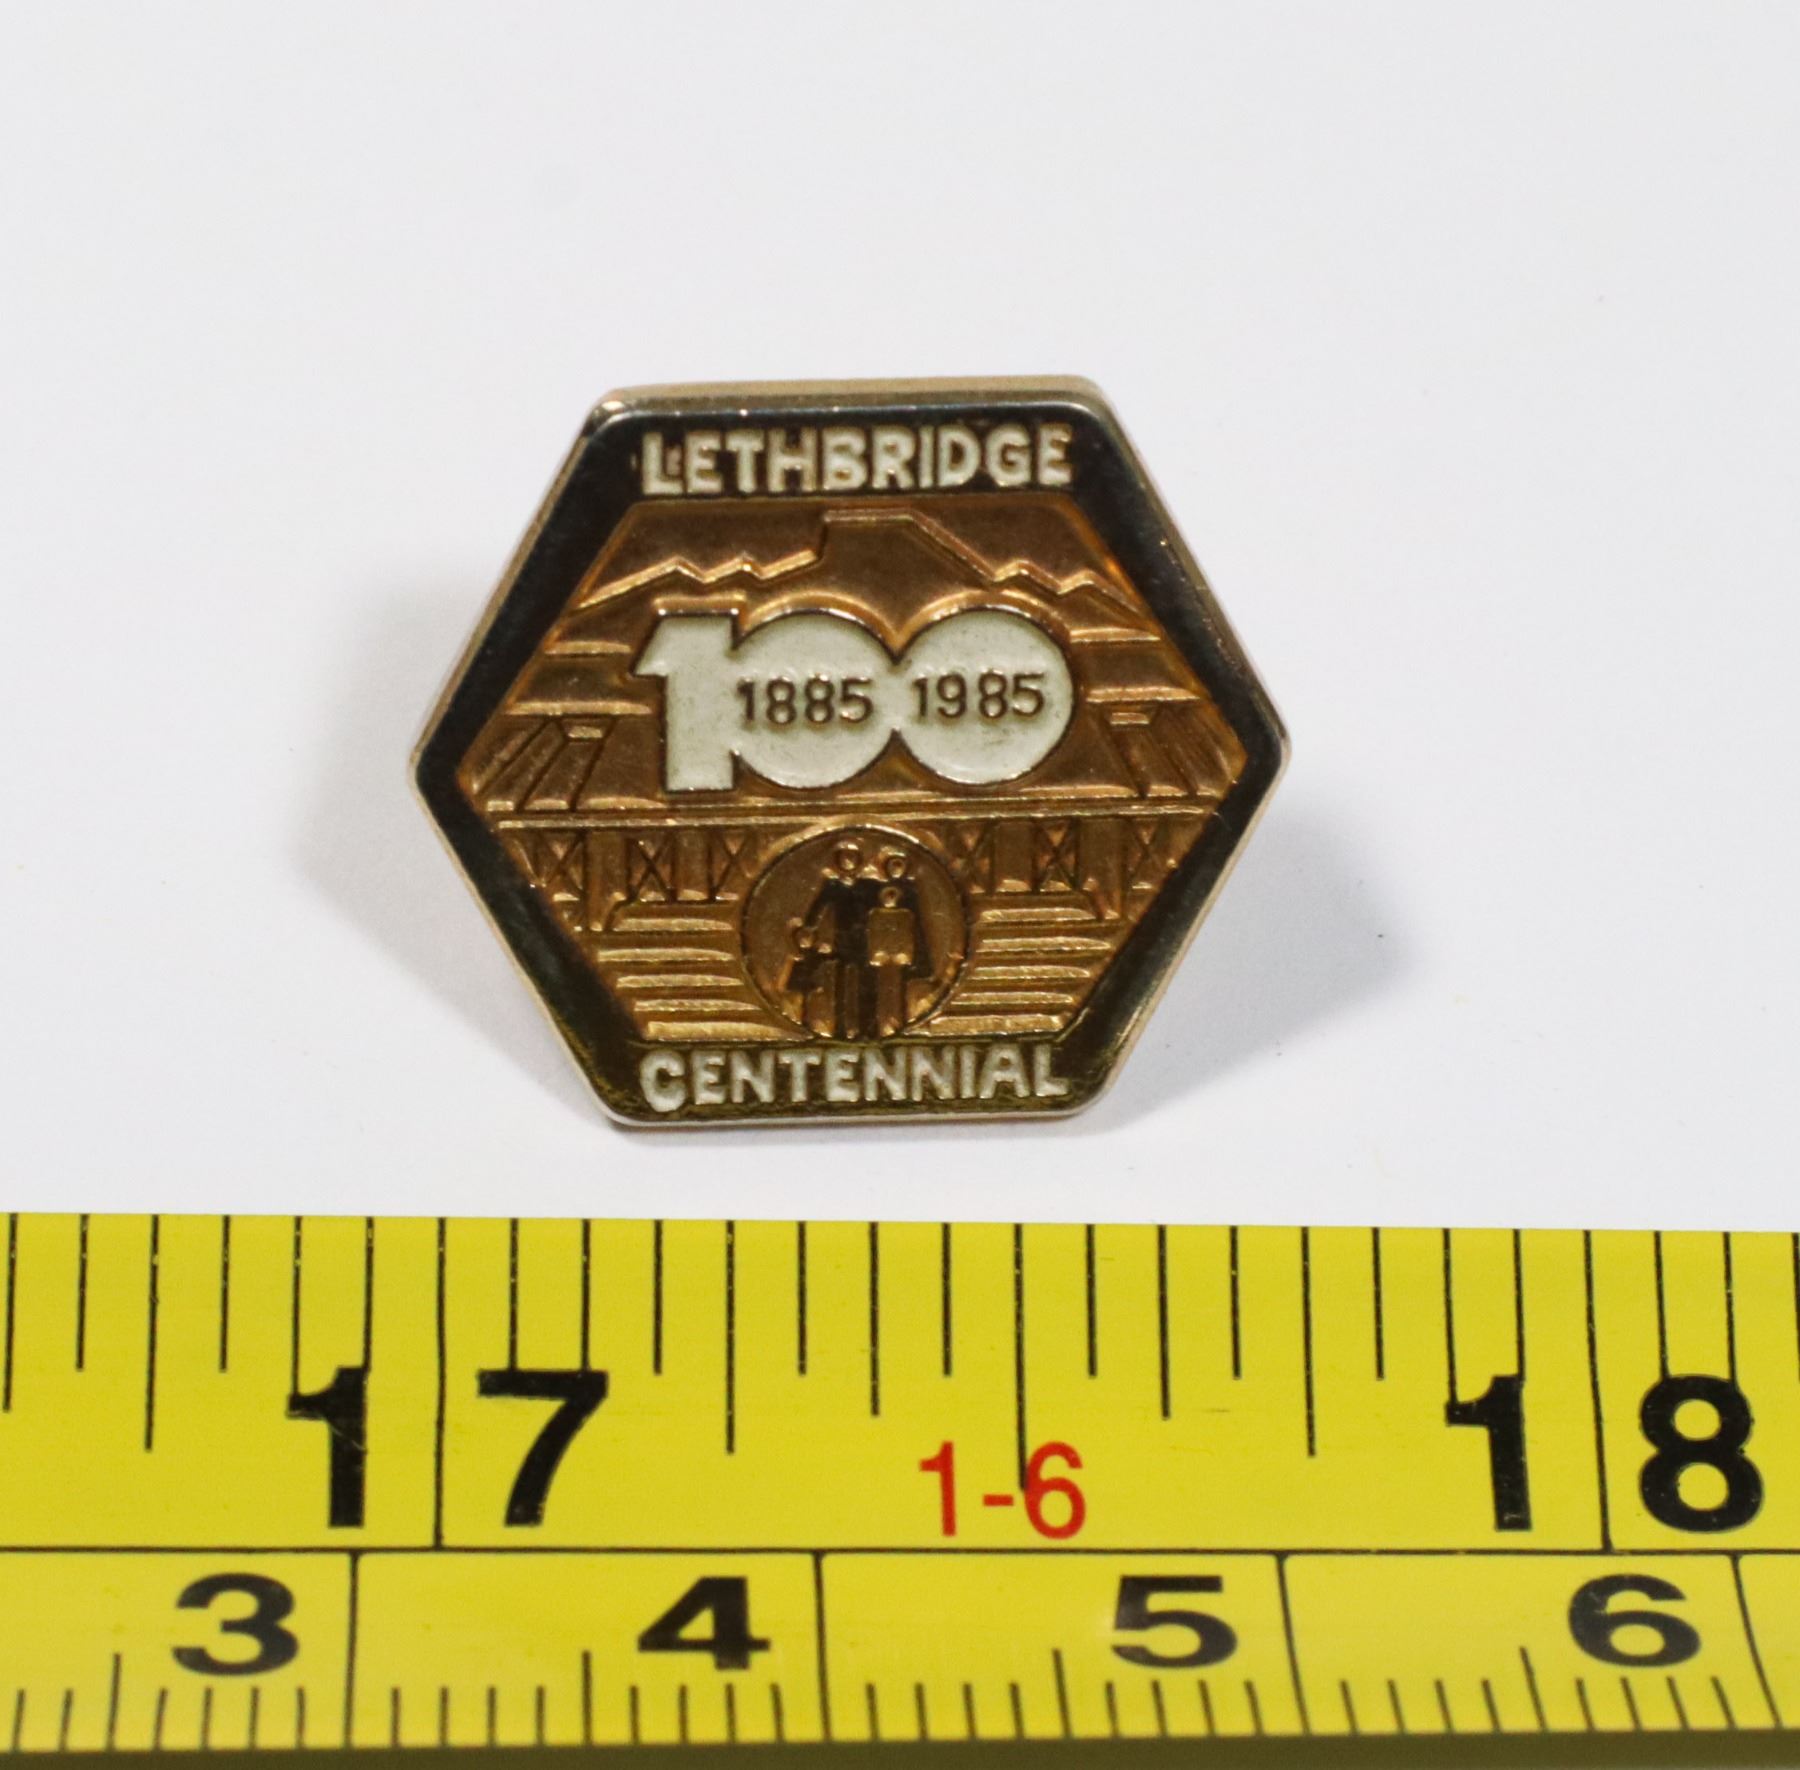 LETHBRIDGE
100
1885 1985
CENTENNIAL
17 1-6 18
3 4 5 6